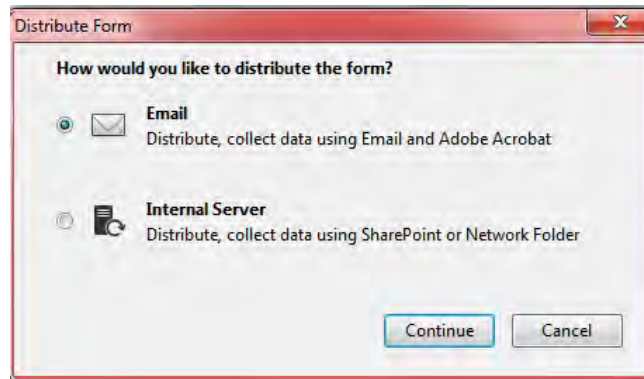 Distribute Form
How would you like to distribute the form?
Email
Distribute, collect data using Email and Adobe Acrobat
Internal Server
Distribute, collect data using SharePoint or Network Folder
Continue Cancel